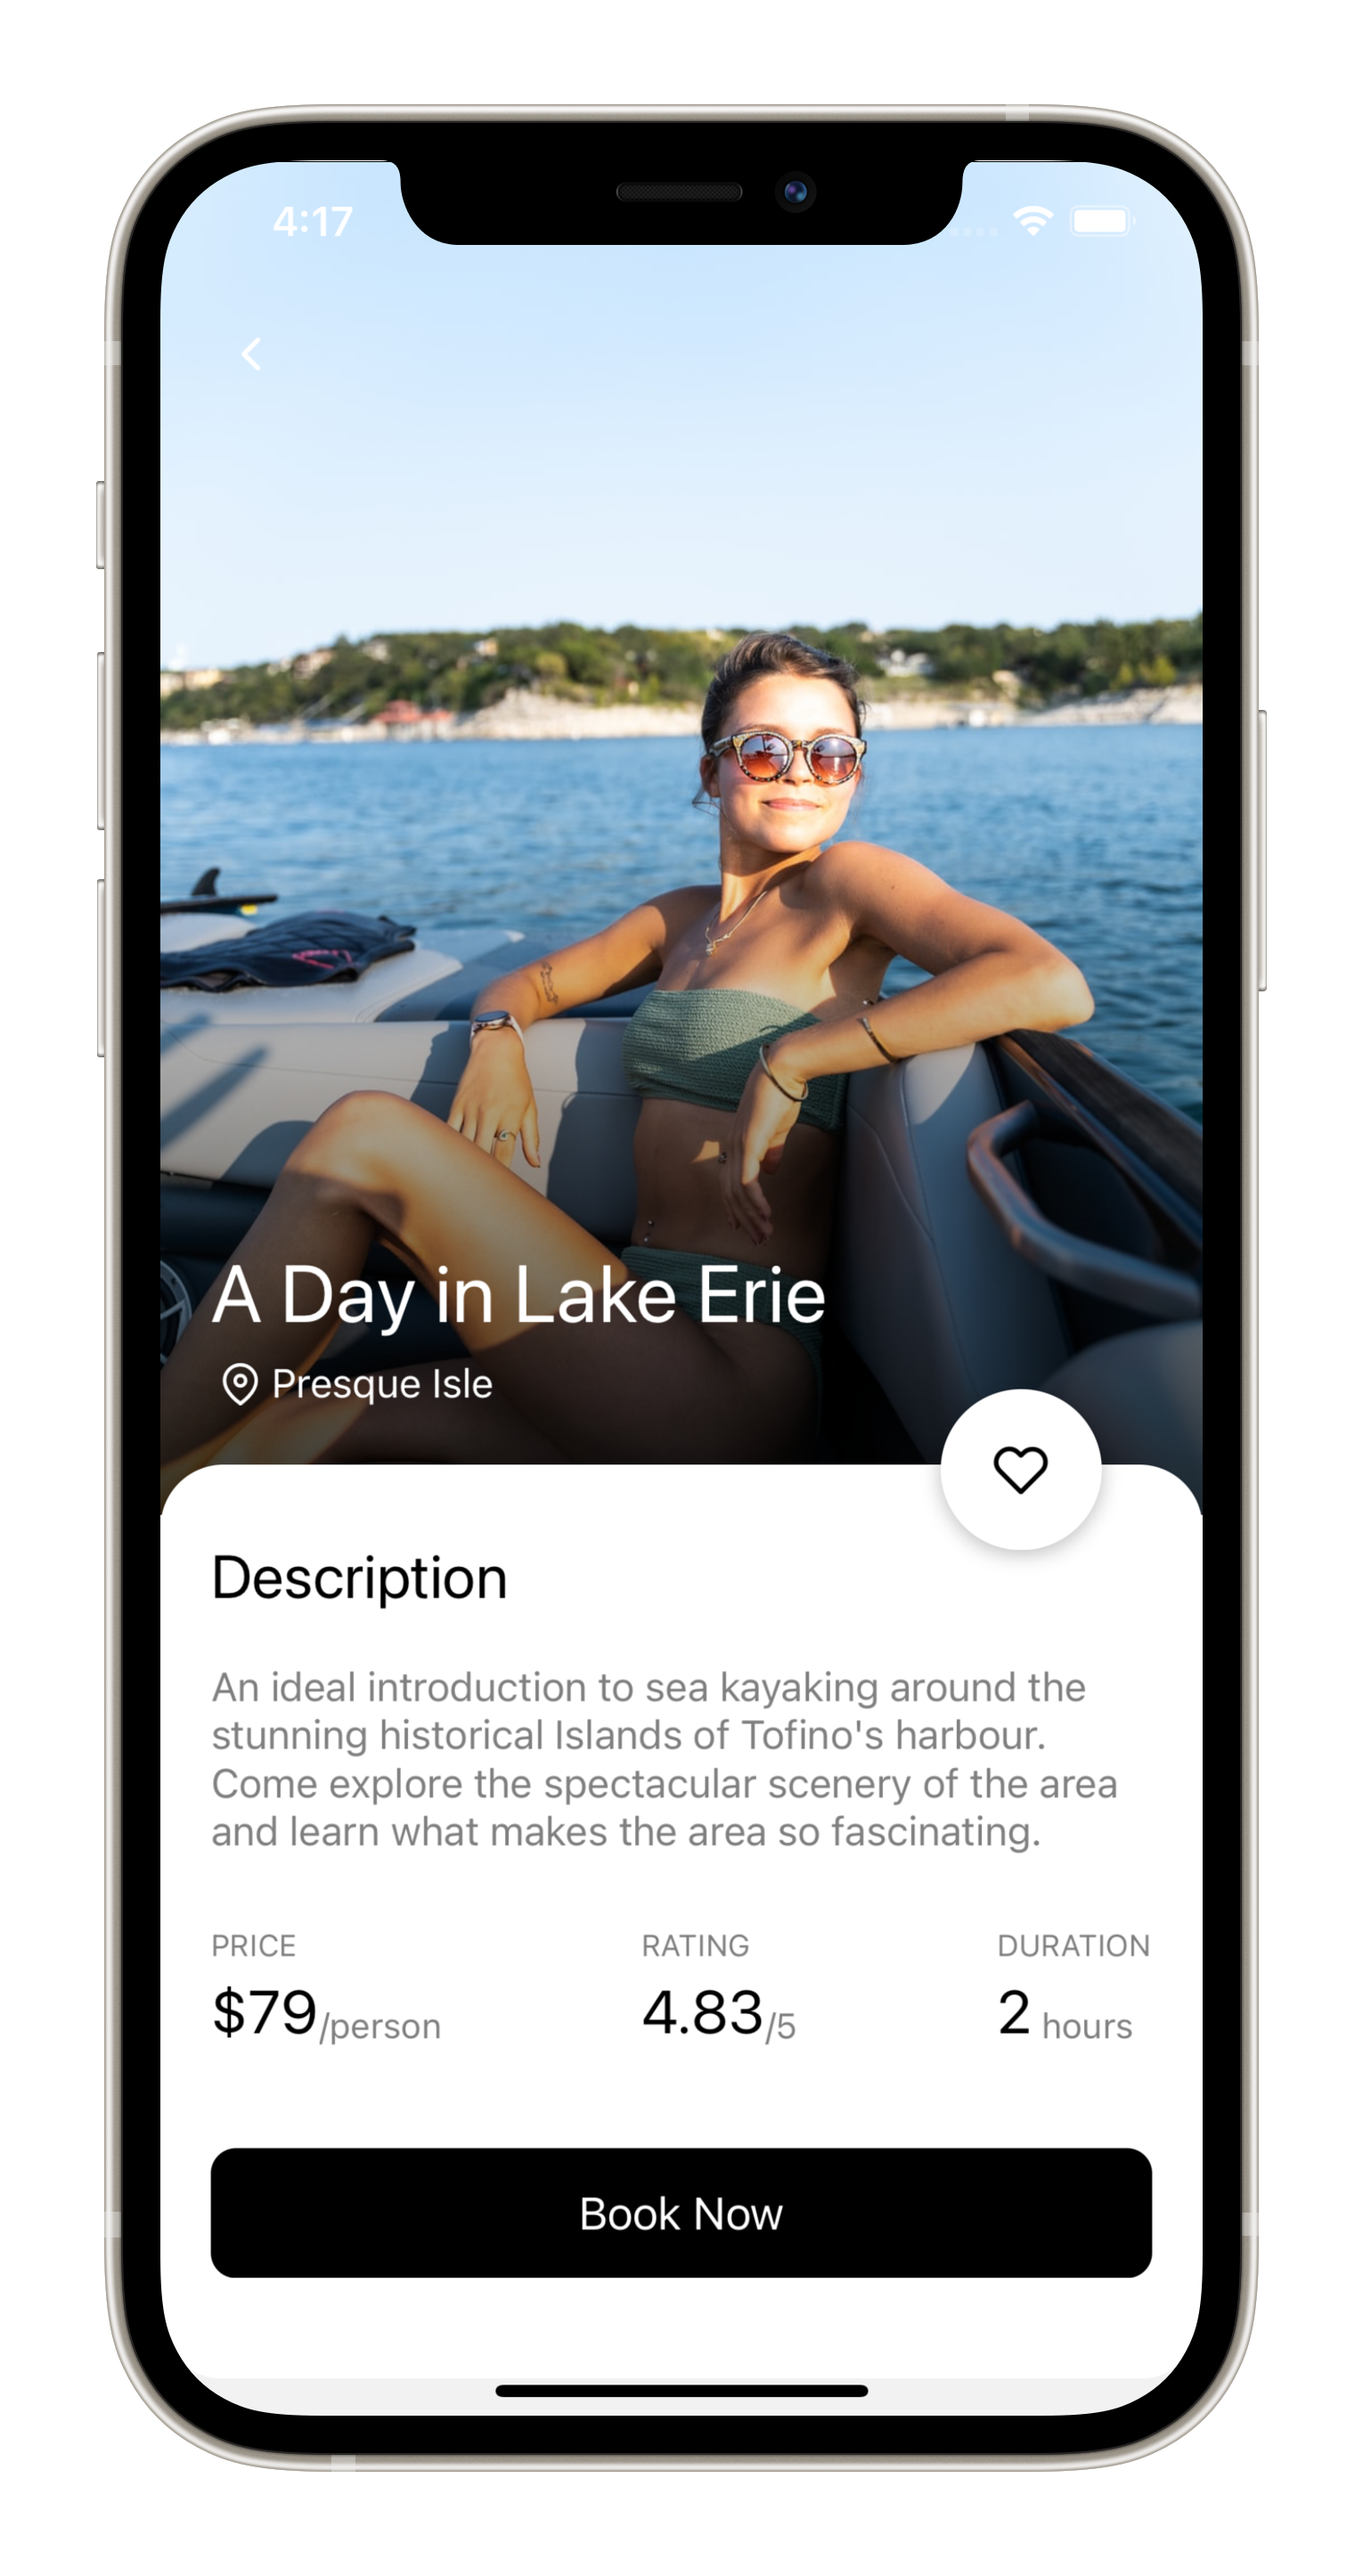 4:17
A Day in Lake Erie
Presque Isle
Description
An ideal introduction to sea kayaking around the
stunning historical Islands of Tofino's harbour.
Come explore the spectacular scenery of the area
and learn what makes the area so fascinating.
PRICE RATING DURATION
$79/person 4.83/5 2 hours
Book Now